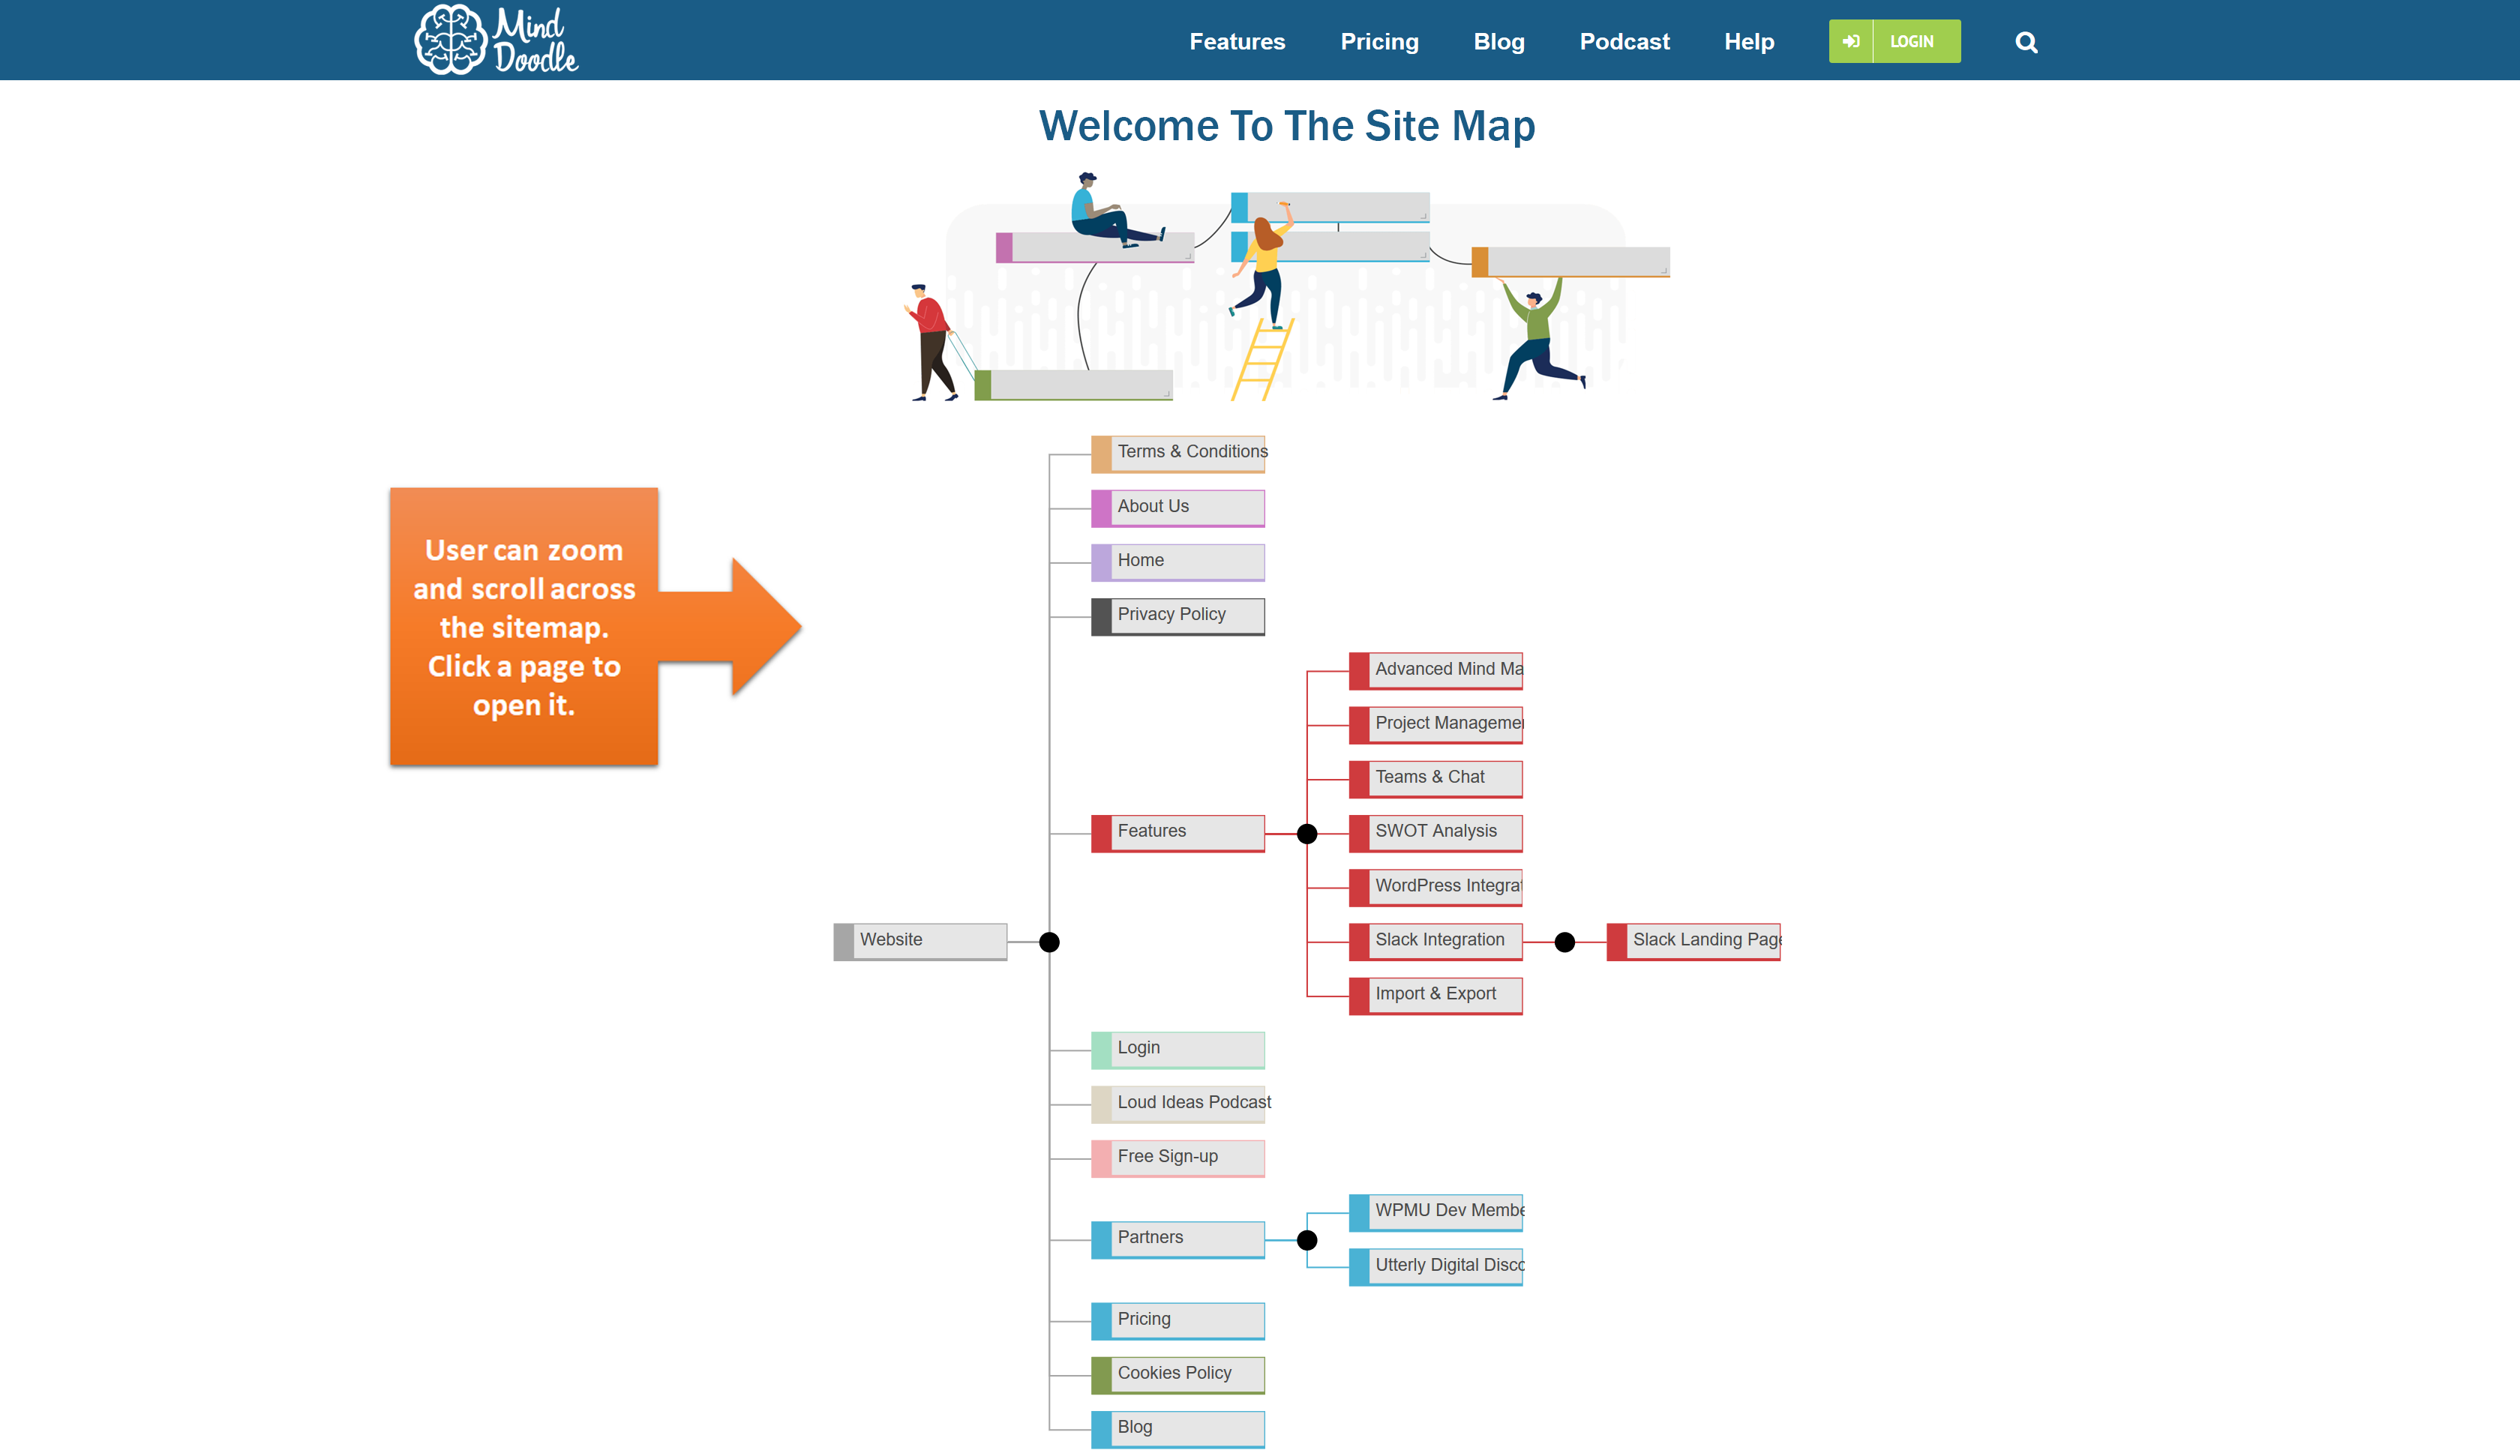 Mind
Doodle
Features
Pricing
Blog
Podcast
Help
LOGIN
Welcome To The Site Map
User can zoom
and scroll across
the sitemap.
Click a page to
open it.
Terms & Conditions
About Us
Home
Privacy Policy
Advanced Mind Ma
Project Managemen
Teams & Chat
Features
SWOT Analysis
WordPress Integrat
Website
Slack Integration
Slack Landing Page
Import & Export
Login
Loud Ideas Podcast
Free Sign-up
WPMU Dev Membe
Partners
Utterly Digital Disco
Pricing
Cookies Policy
Blog